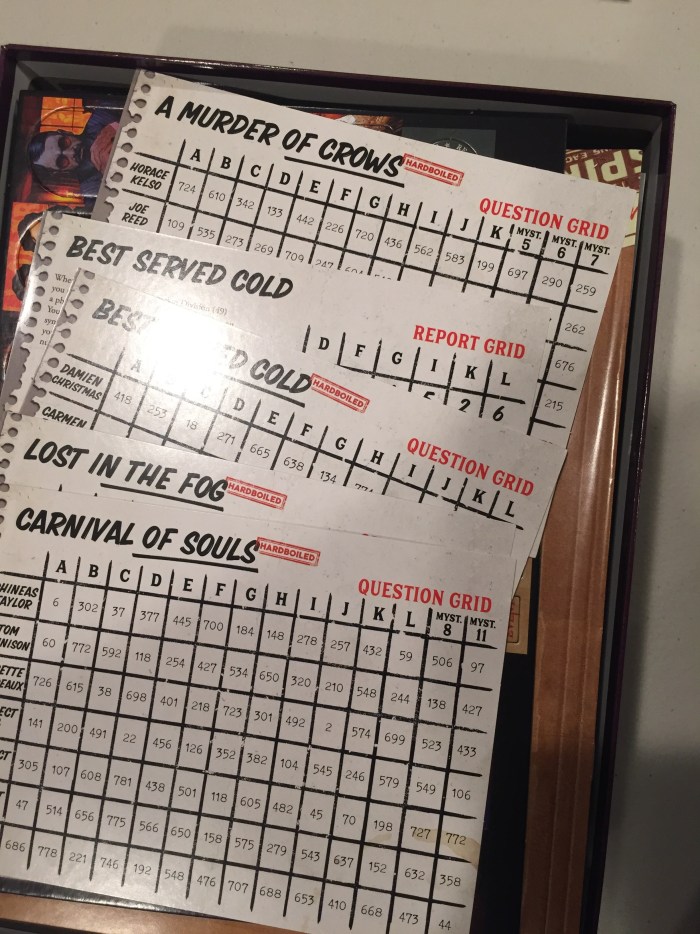 A MURDER OF CROWS HARDBOILED
QUESTION GRID
A B C D E F G H I J K MYST. 5 MYST. 6 MYST. 7
HORACE KELSO 724 610 342 133 442 226 720 436 562 583 199 697 290 259
JOE REED 109 535 273 269 709 247
262
676
215
BEST SERVED COLD
REPORT GRID
D F G I K L
2 6
BEST COLD HARDBOILED
QUESTION GRID
A C D E F G H I J K L
DAMIEN CHRISTMAS 418 253 18 271 665 638 134
CARMEN
LOST IN THE FOG HARDBOILED
CARNIVAL OF SOULS HARDBOILED
QUESTION GRID
A B C D E F G H I J K L MYST. 8 MYST. 11
6 302 37 377 445 700 184 148 278 257 432 59 506 97
TOM 60 772 592 118 254 427 534 650 320 210 548 244 138 427
726 615 38 698 401 218 723 301 492 2 574 699 523 433
141 200 491 22 456 126 352 382 104 545 246 579 549 106
305 107 608 781 438 501 118 605 482 45 70 198 727 772
47 514 656 775 566 650 158 575 279 543 637 152 632 358
686 778 221 746 192 548 476 707 688 653 410 668 473 44